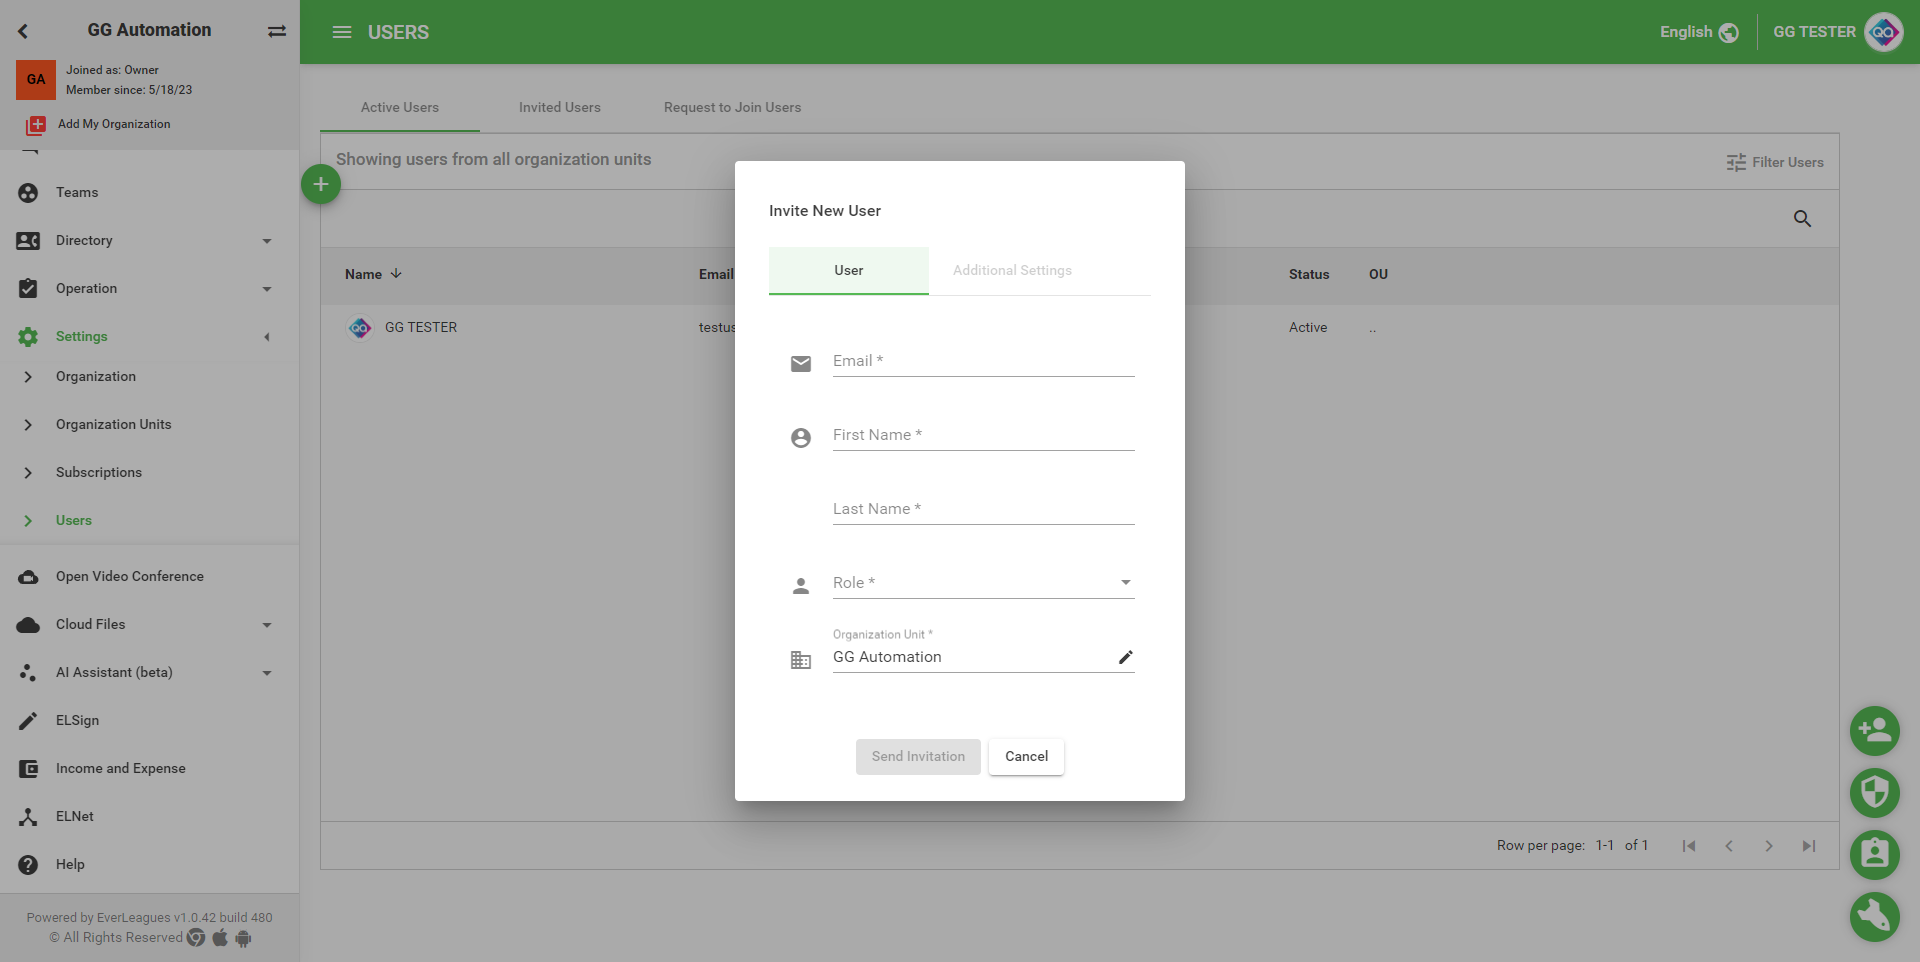 GG Automation
GA
Joined as: Owner
Member since: 5/18/23
Add My Organization
Teams
Directory
Operation
Settings
Organization
Organization Units
Subscriptions
Users
Open Video Conference
Cloud Files
AI Assistant (beta)
ELSign
Income and Expense
ELNet
Help
Powered by EverLeagues v1.0.42 build 480
© All Rights Reserved
USERS
English
GG TESTER
QA
Active Users
Invited Users
Request to Join Users
Showing users from all organization units
Filter Users
Name
Email
Status
OU
QA
GG TESTER
testus
Active
..
Invite New User
User
Additional Settings
Email *
First Name *
Last Name *
Role *
Organization Unit *
GG Automation
Send Invitation
Cancel
Row per page: 1-1 of 1